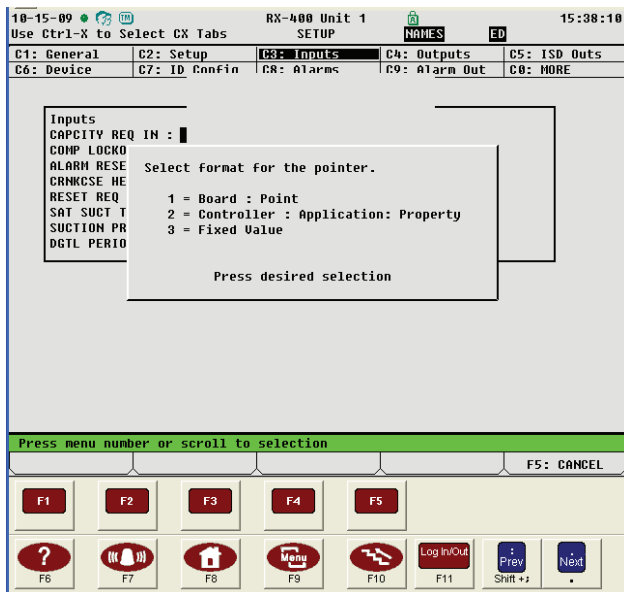 10-15-09 RX-400 Unit 1 15:38:10
Use Ctrl-X to Select CX Tabs SETUP NAMES ED
C1: General C2: Setup C3: Inputs C4: Outputs C5: ISD Outs
C6: Device C7: ID Config C8: Alarms C9: Alarm Out C0: MORE
Inputs
CAPCITY REQ IN :
COMP LOCKO
ALARM RESE
CRNKCSE HE
RESET REQ
SAT SUCT T
SUCTION PR
DGTL PERIO
Select format for the pointer.
1 = Board : Point
2 = Controller : Application: Property
3 = Fixed Value
Press desired selection
Press menu number or scroll to selection
F5: CANCEL
F1 F2 F3 F4 F5
? Menu Log In/Out : Prev ; Next
F6 F7 F8 F9 F10 F11 Shift +; .